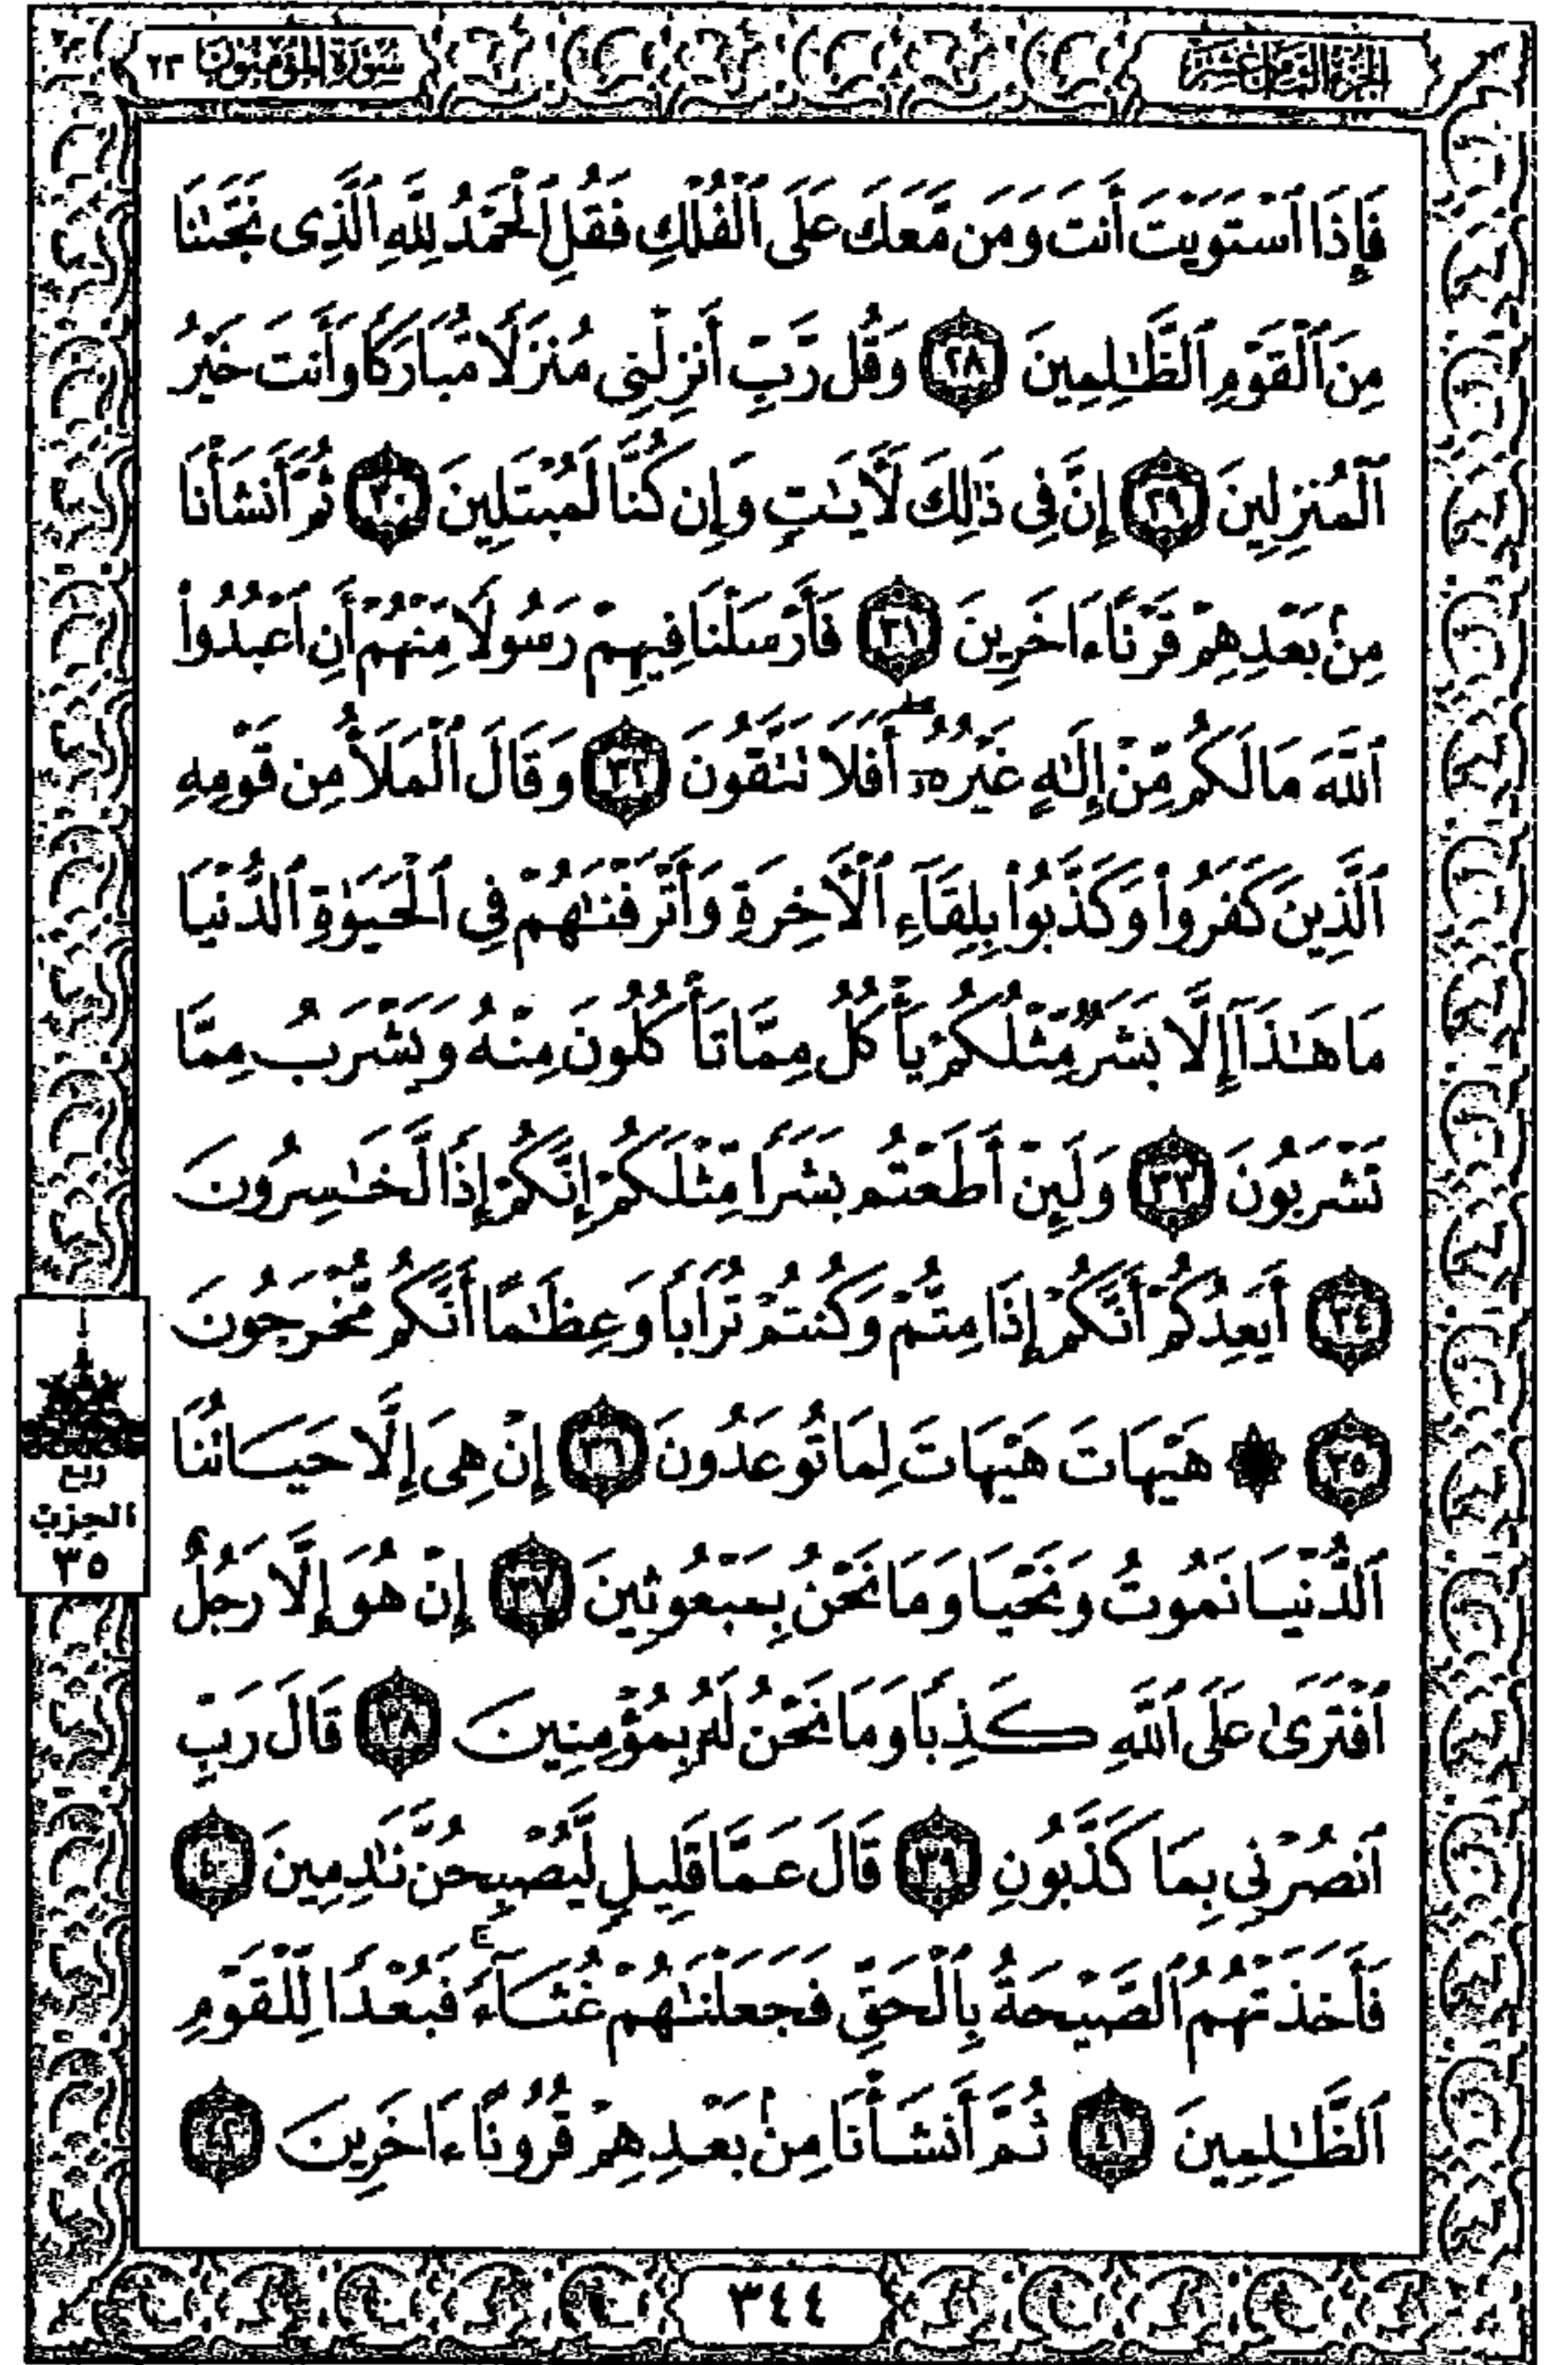 الجزء الثامن عشر
سورة المؤمنون ٢٣
فَإِذَا ٱسْتَوَيْتَ أَنتَ وَمَن مَّعَكَ عَلَى ٱلْفُلْكِ فَقُلِ ٱلْحَمْدُ لِلَّهِ ٱلَّذِى نَجَّىٰنَا
مِنَ ٱلْقَوْمِ ٱلظَّٰلِمِينَ ٢٨ وَقُل رَّبِّ أَنزِلْنِى مُنزَلًا مُّبَارَكًا وَأَنتَ خَيْرُ
ٱلْمُنزِلِينَ ٢٩ إِنَّ فِى ذَٰلِكَ لَءَايَٰتٍ وَإِن كُنَّا لَمُبْتَلِينَ ٣٠ ثُمَّ أَنشَأْنَا
مِنۢ بَعْدِهِمْ قَرْنًا ءَاخَرِينَ ٣١ فَأَرْسَلْنَا فِيهِمْ رَسُولًا مِّنْهُمْ أَنِ ٱعْبُدُوا۟
ٱللَّهَ مَا لَكُم مِّنْ إِلَٰهٍ غَيْرُهُۥٓ ۖ أَفَلَا تَتَّقُونَ ٣٢ وَقَالَ ٱلْمَلَأُ مِن قَوْمِهِ
ٱلَّذِينَ كَفَرُوا۟ وَكَذَّبُوا۟ بِلِقَآءِ ٱلْءَاخِرَةِ وَأَتْرَفْنَٰهُمْ فِى ٱلْحَيَوٰةِ ٱلدُّنْيَا
مَا هَٰذَآ إِلَّا بَشَرٌ مِّثْلُكُمْ يَأْكُلُ مِمَّا تَأْكُلُونَ مِنْهُ وَيَشْرَبُ مِمَّا
تَشْرَبُونَ ٣٣ وَلَئِنْ أَطَعْتُم بَشَرًا مِّثْلَكُمْ إِنَّكُمْ إِذًا لَّخَٰسِرُونَ
٣٤ أَيَعِدُكُمْ أَنَّكُمْ إِذَا مِتُّمْ وَكُنتُمْ تُرَابًا وَعِظَٰمًا أَنَّكُم مُّخْرَجُونَ
٣٥ ۞ هَيْهَاتَ هَيْهَاتَ لِمَا تُوعَدُونَ ٣٦ إِنْ هِىَ إِلَّا حَيَاتُنَا
ٱلدُّنْيَا نَمُوتُ وَنَحْيَا وَمَا نَحْنُ بِمَبْعُوثِينَ ٣٧ إِنْ هُوَ إِلَّا رَجُلٌ
ٱفْتَرَىٰ عَلَى ٱللَّهِ كَذِبًا وَمَا نَحْنُ لَهُۥ بِمُؤْمِنِينَ ٣٨ قَالَ رَبِّ
ٱنصُرْنِى بِمَا كَذَّبُونِ ٣٩ قَالَ عَمَّا قَلِيلٍ لَّيُصْبِحُنَّ نَٰدِمِينَ ٤٠
فَأَخَذَتْهُمُ ٱلصَّيْحَةُ بِٱلْحَقِّ فَجَعَلْنَٰهُمْ غُثَآءً ۚ فَبُعْدًا لِّلْقَوْمِ
ٱلظَّٰلِمِينَ ٤١ ثُمَّ أَنشَأْنَا مِنۢ بَعْدِهِمْ قُرُونًا ءَاخَرِينَ ٤٢
ربع
الحزب
٣٥
٣٤٤